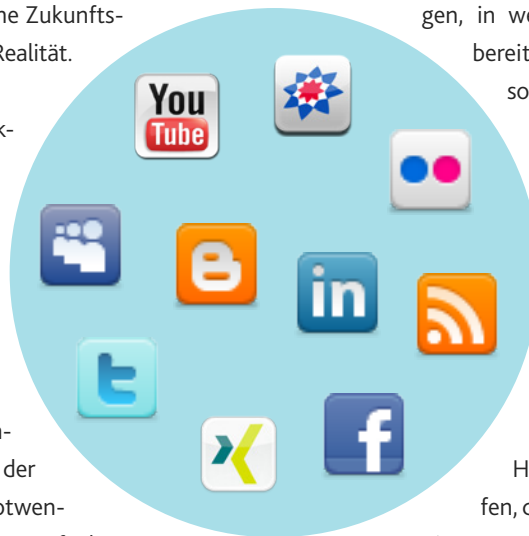 ne Zukunfts-
Realität.
k-
n-
der
otwen-
gen, in we
bereit
so
H
fen, d
You
Tube
in
f
t